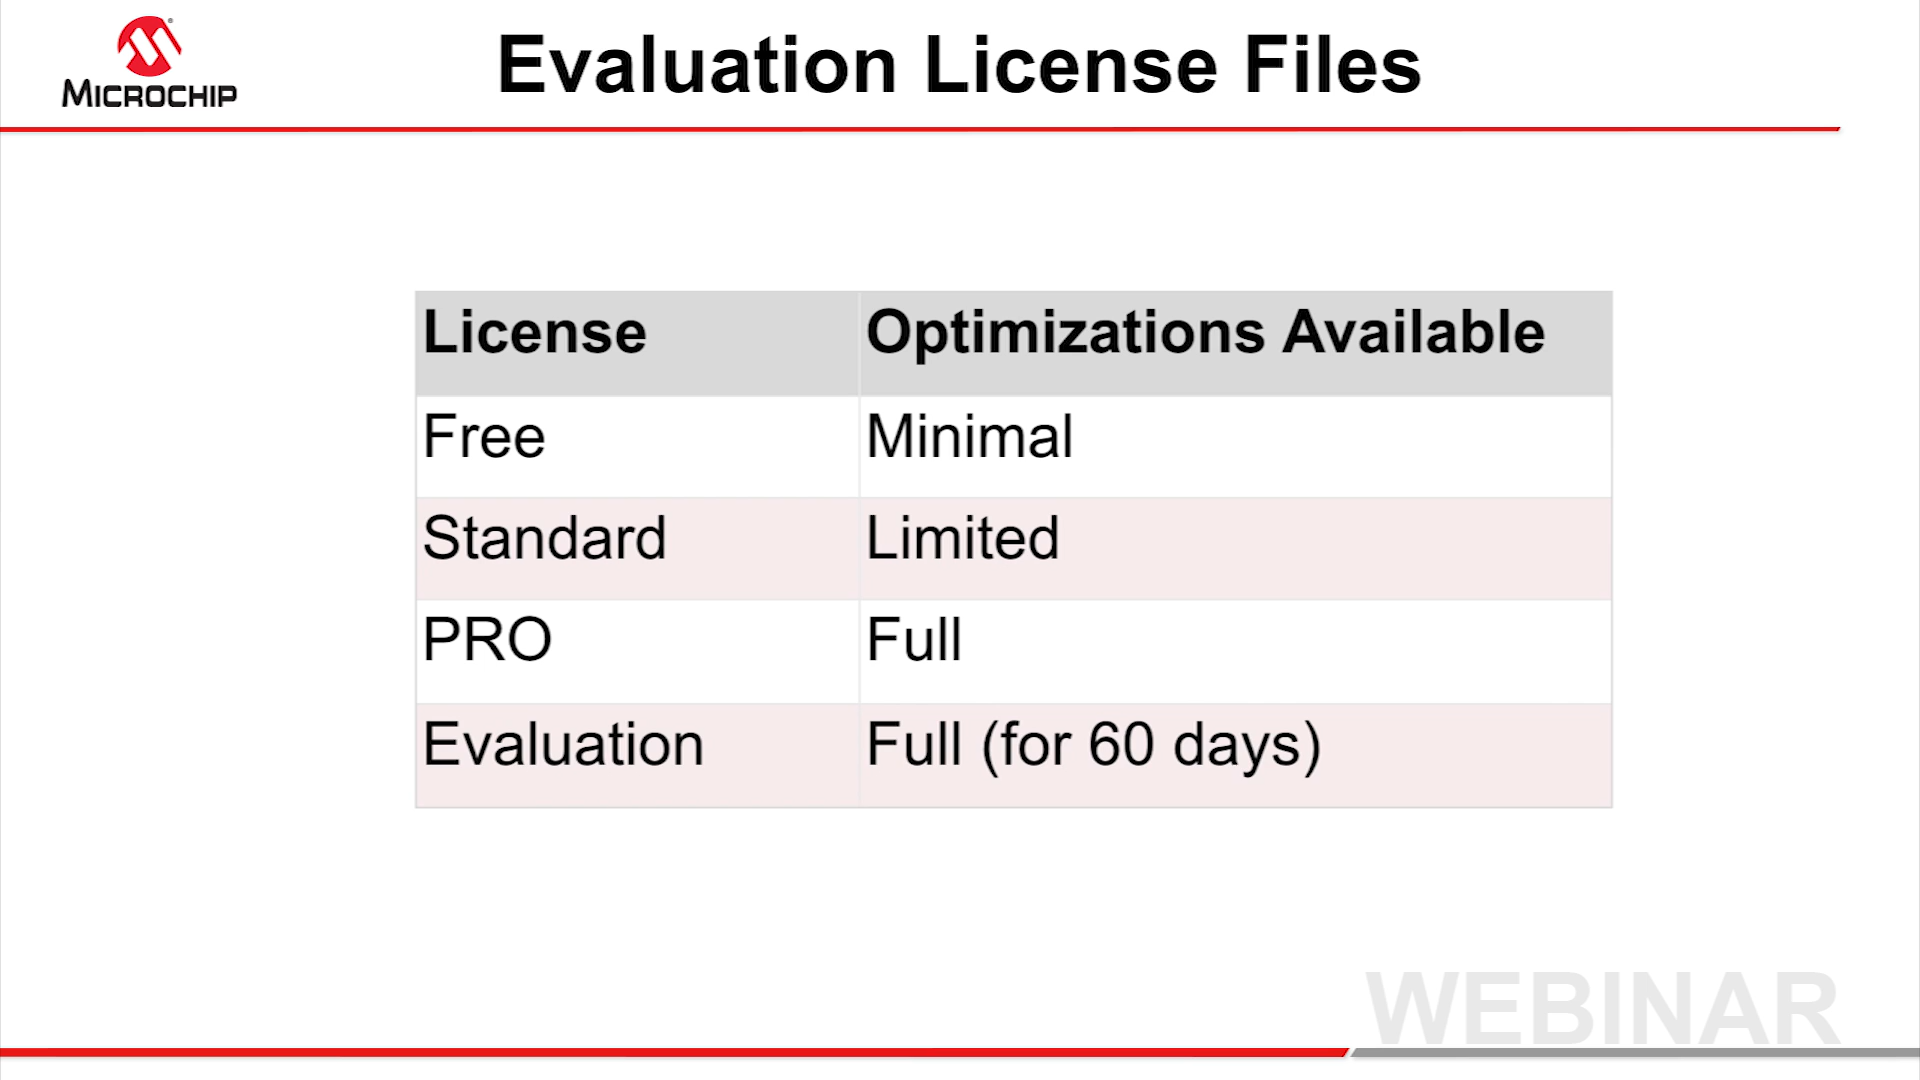 MICROCHIP
Evaluation License Files
License Optimizations Available
Free Minimal
Standard Limited
PRO Full
Evaluation Full (for 60 days)
WEBINAR